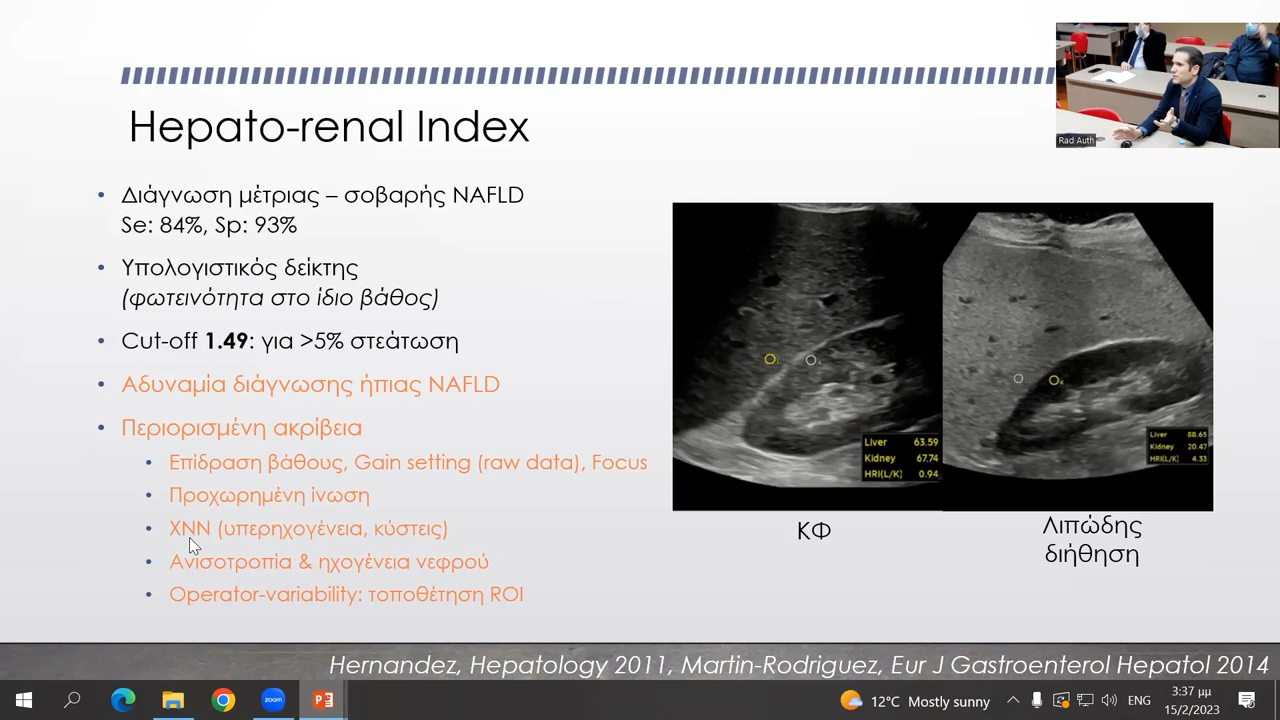 Rad Auth
Hepato-renal Index
• Διάγνωση μέτριας – σοβαρής NAFLD
Se: 84%, Sp: 93%
• Υπολογιστικός δείκτης
(φωτεινότητα στο ίδιο βάθος)
• Cut-off 1.49: για >5% στεάτωση
• Αδυναμία διάγνωσης ήπιας NAFLD
• Περιορισμένη ακρίβεια
• Επίδραση βάθους, Gain setting (raw data), Focus
• Προχωρημένη ίνωση
• ΧΝΝ (υπερηχογένεια, κύστεις)
• Ανισοτροπία & ηχογένεια νεφρού
• Operator-variability: τοποθέτηση ROI
Liver 63.59
Kidney 67.74
HRI(L/K) 0.94
Liver 88.65
Kidney 20.47
HRI(L/K) 4.33
ΚΦ
Λιπώδης
διήθηση
Hernandez, Hepatology 2011, Martin-Rodriguez, Eur J Gastroenterol Hepatol 2014
zoom
12°C Mostly sunny
ENG
3:37 μμ
15/2/2023